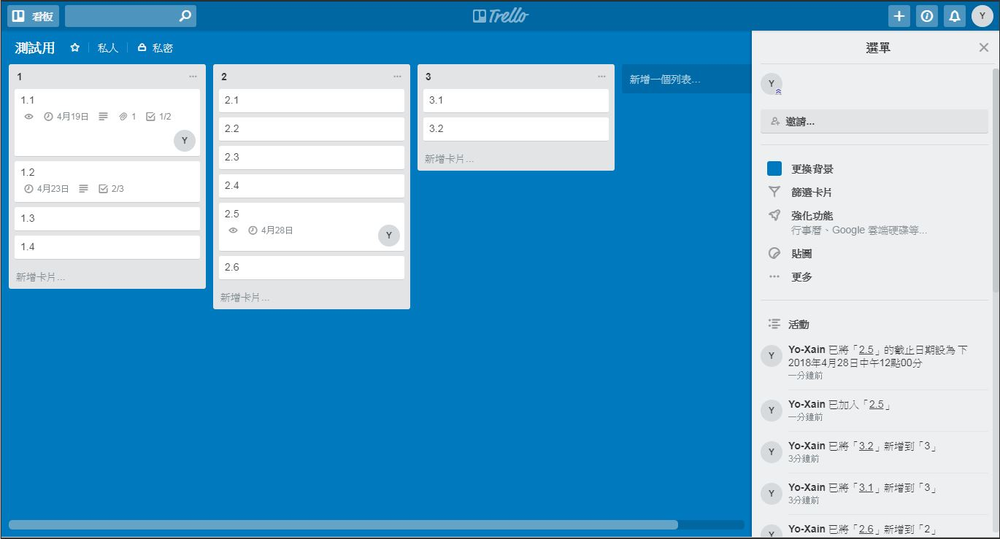 看板
Trello
Y
測試用
私人
私密
1
1.1
4月19日
1
1/2
Y
1.2
4月23日
2/3
1.3
1.4
新增卡片...
2
2.1
2.2
2.3
2.4
2.5
4月28日
Y
2.6
新增卡片...
3
3.1
3.2
新增卡片...
新增一個列表...
選單
Y
邀請...
更換背景
篩選卡片
強化功能
行事曆、Google 雲端硬碟等...
貼圖
更多
活動
Y
Yo-Xain 已將「2.5」的截止日期設為 下
2018年4月28日中午12點00分
一分鐘前
Y
Yo-Xain 已加入「2.5」
一分鐘前
Y
Yo-Xain 已將「3.2」新增到「3」
3分鐘前
Y
Yo-Xain 已將「3.1」新增到「3」
3分鐘前
Y
Yo-Xain 已將「2.6」新增到「2」